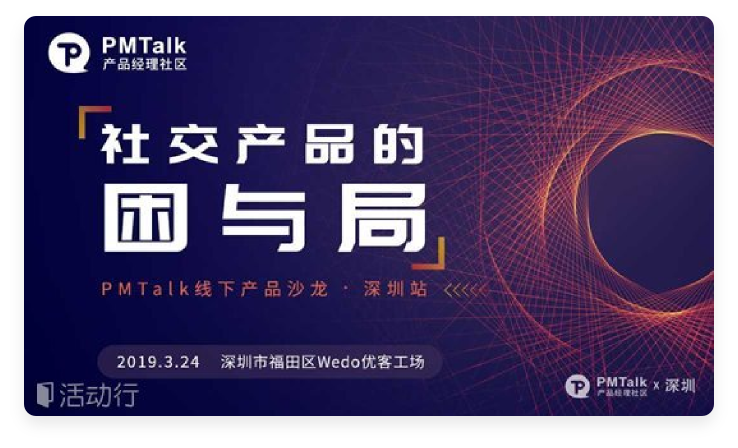 PMTalk
产品经理社区
社交产品的
困与局
PMTalk线下产品沙龙 · 深圳站
2019.3.24 深圳市福田区Wedo优客工场
活动行
PMTalk x 深圳
产品经理社区